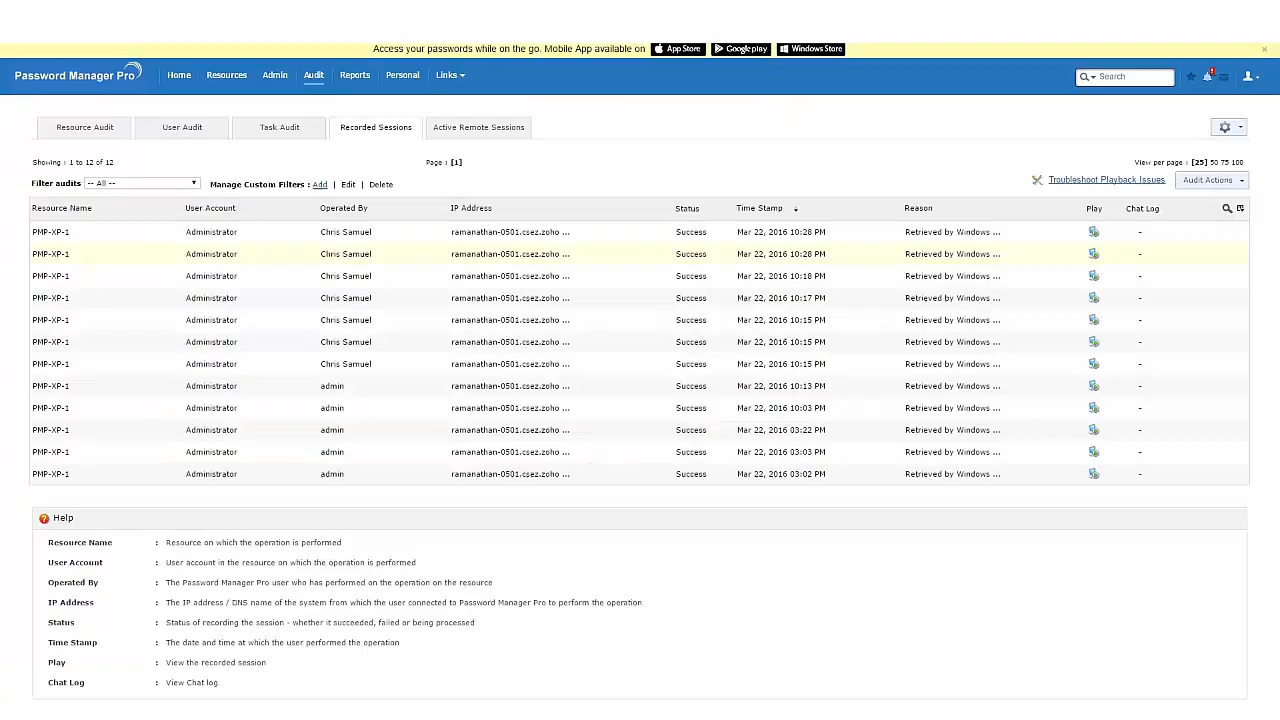 Access your passwords while on the go. Mobile App available on App Store Google play Windows Store ×
Password Manager Pro Home Resources Admin Audit Reports Personal Links Search
Resource Audit User Audit Task Audit Recorded Sessions Active Remote Sessions
Showing : 1 to 12 of 12 Page : [1] View per page : [25] 50 75 100
Filter audits -- All -- Manage Custom Filters : Add | Edit | Delete Troubleshoot Playback Issues Audit Actions
Resource Name User Account Operated By IP Address Status Time Stamp Reason Play Chat Log
PMP-XP-1 Administrator Chris Samuel ramanathan-0501.csez.zoho ... Success Mar 22, 2016 10:28 PM Retrieved by Windows ... -
PMP-XP-1 Administrator Chris Samuel ramanathan-0501.csez.zoho ... Success Mar 22, 2016 10:28 PM Retrieved by Windows ... -
PMP-XP-1 Administrator Chris Samuel ramanathan-0501.csez.zoho ... Success Mar 22, 2016 10:18 PM Retrieved by Windows ... -
PMP-XP-1 Administrator Chris Samuel ramanathan-0501.csez.zoho ... Success Mar 22, 2016 10:17 PM Retrieved by Windows ... -
PMP-XP-1 Administrator Chris Samuel ramanathan-0501.csez.zoho ... Success Mar 22, 2016 10:15 PM Retrieved by Windows ... -
PMP-XP-1 Administrator Chris Samuel ramanathan-0501.csez.zoho ... Success Mar 22, 2016 10:15 PM Retrieved by Windows ... -
PMP-XP-1 Administrator Chris Samuel ramanathan-0501.csez.zoho ... Success Mar 22, 2016 10:15 PM Retrieved by Windows ... -
PMP-XP-1 Administrator admin ramanathan-0501.csez.zoho ... Success Mar 22, 2016 10:13 PM Retrieved by Windows ... -
PMP-XP-1 Administrator admin ramanathan-0501.csez.zoho ... Success Mar 22, 2016 10:03 PM Retrieved by Windows ... -
PMP-XP-1 Administrator admin ramanathan-0501.csez.zoho ... Success Mar 22, 2016 03:22 PM Retrieved by Windows ... -
PMP-XP-1 Administrator admin ramanathan-0501.csez.zoho ... Success Mar 22, 2016 03:03 PM Retrieved by Windows ... -
PMP-XP-1 Administrator admin ramanathan-0501.csez.zoho ... Success Mar 22, 2016 03:02 PM Retrieved by Windows ... -
? Help
Resource Name : Resource on which the operation is performed
User Account : User account in the resource on which the operation is performed
Operated By : The Password Manager Pro user who has performed on the operation on the resource
IP Address : The IP address / DNS name of the system from which the user connected to Password Manager Pro to perform the operation
Status : Status of recording the session - whether it succeeded, failed or being processed
Time Stamp : The date and time at which the user performed the operation
Play : View the recorded session
Chat Log : View Chat log